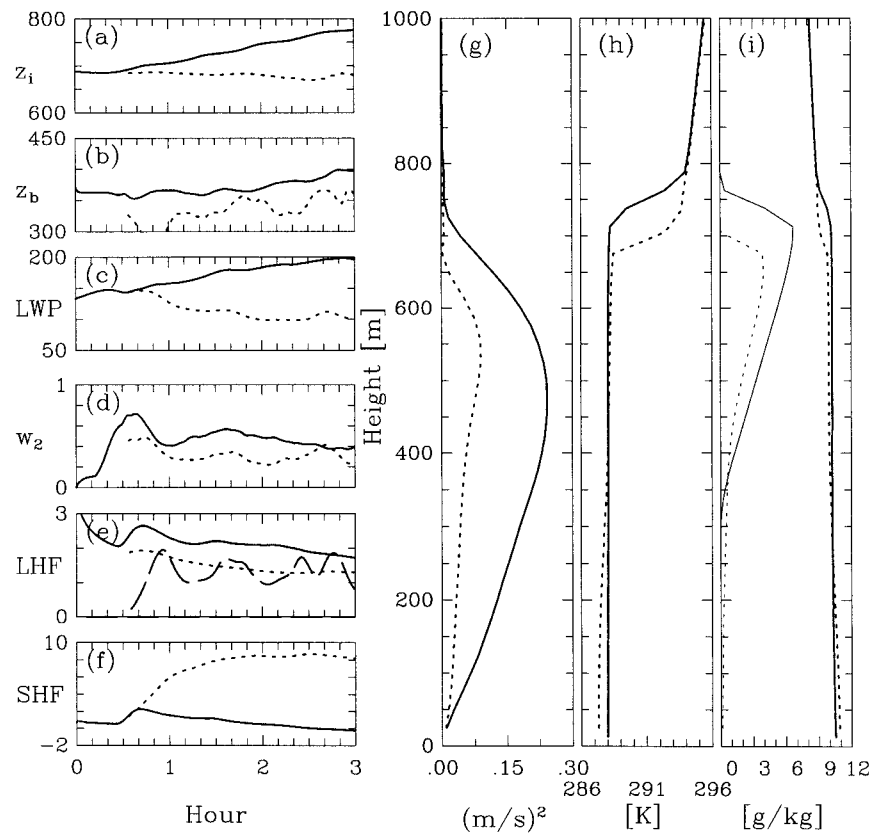 800
(a)
z_i
600
450
(b)
z_b
300
200
(c)
LWP
50
1
(d)
w_2
0
3
(e)
LHF
0
10
(f)
SHF
-2
0 1 2 3
Hour
1000
800
600
400
200
0
Height [m]
(g)
.00 .15 .30
(m/s)²
(h)
286 291 296
[K]
(i)
0 3 6 9 12
[g/kg]